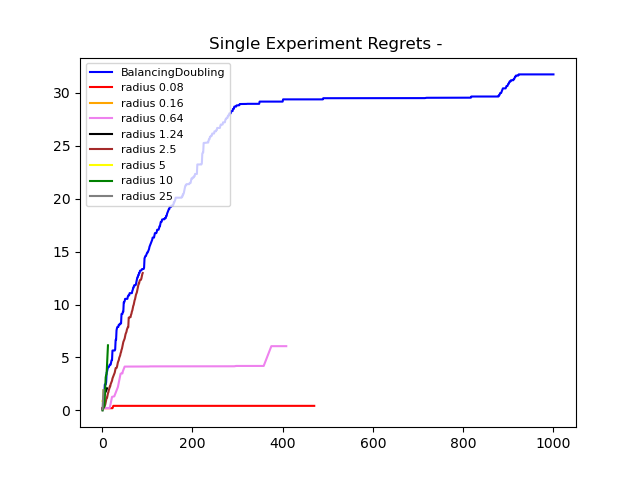 Single Experiment Regrets -
BalancingDoubling
radius 0.08
radius 0.16
radius 0.64
radius 1.24
radius 2.5
radius 5
radius 10
radius 25
30
25
20
15
10
5
0
0 200 400 600 800 1000